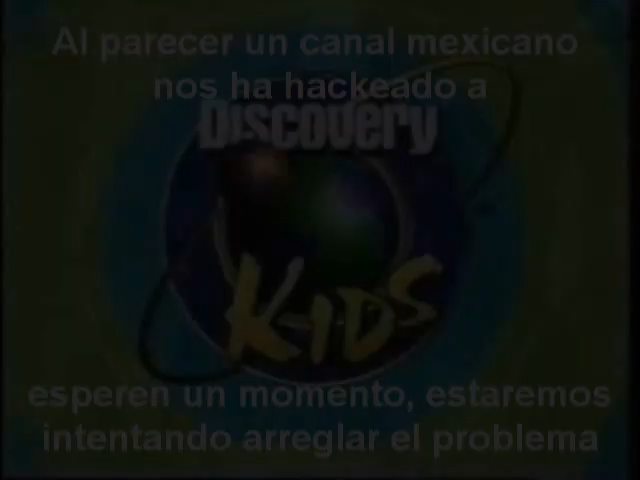 Al parecer un canal mexicano
nos ha hackeado a
Discovery
KIDS
esperen un momento, estaremos
intentando arreglar el problema